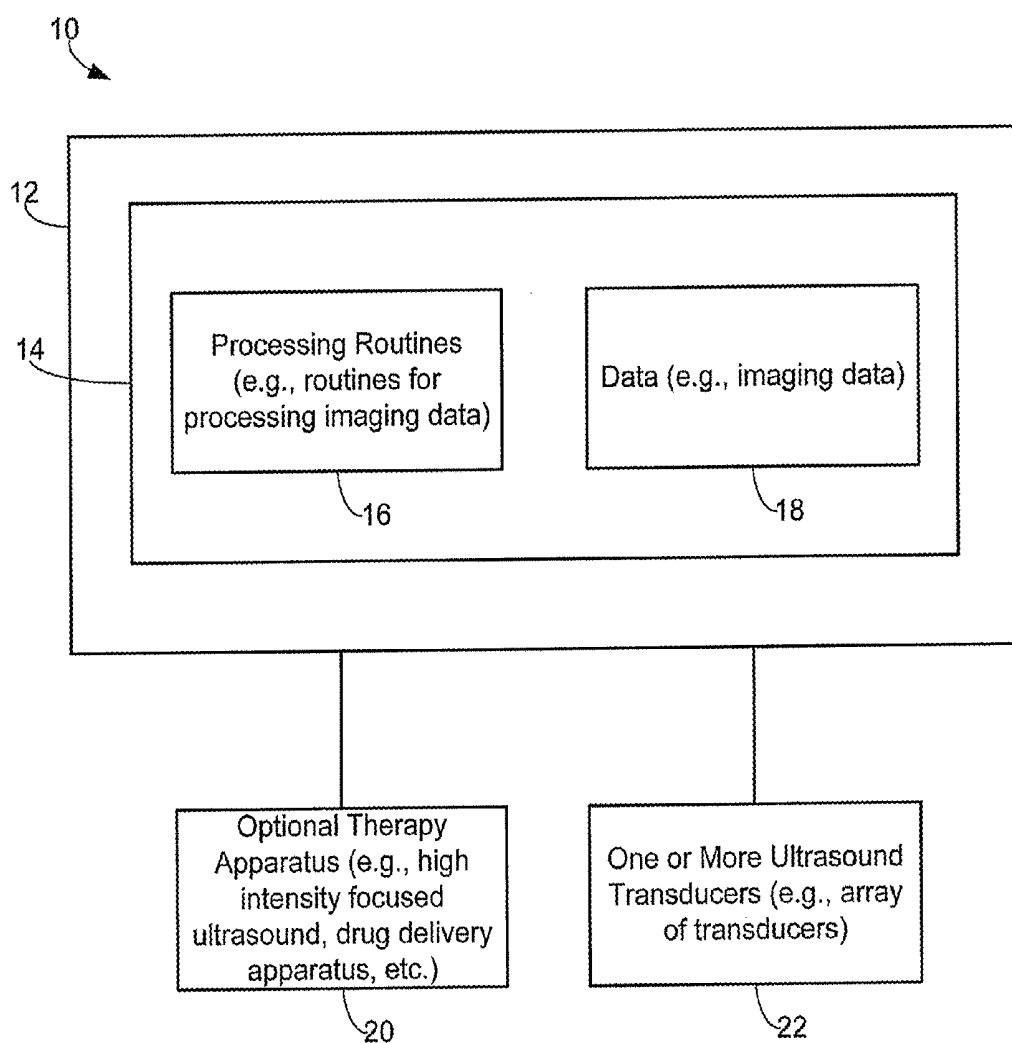 10
12
14
Processing Routines
(e.g., routines for
processing imaging data)
16
Data (e.g., imaging data)
18
Optional Therapy
Apparatus (e.g., high
intensity focused
ultrasound, drug delivery
apparatus, etc.)
20
One or More Ultrasound
Transducers (e.g., array
of transducers)
22